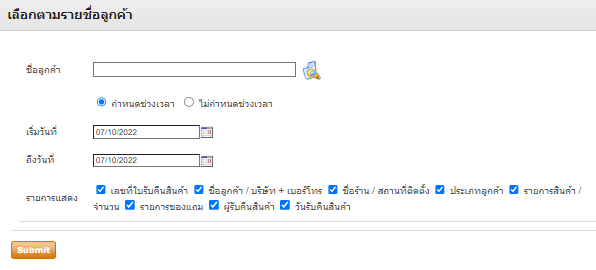 เลือกตามรายชื่อลูกค้า
ชื่อลูกค้า
กำหนดช่วงเวลา ไม่กำหนดช่วงเวลา
เริ่มวันที่ 07/10/2022
ถึงวันที่ 07/10/2022
รายการแสดง เลขที่ใบรับคืนสินค้า ชื่อลูกค้า / บริษัท + เบอร์โทร ชื่อร้าน / สถานที่ติดตั้ง ประเภทลูกค้า รายการสินค้า /
จำนวน รายการของแถม ผู้รับคืนสินค้า วันรับคืนสินค้า
Submit